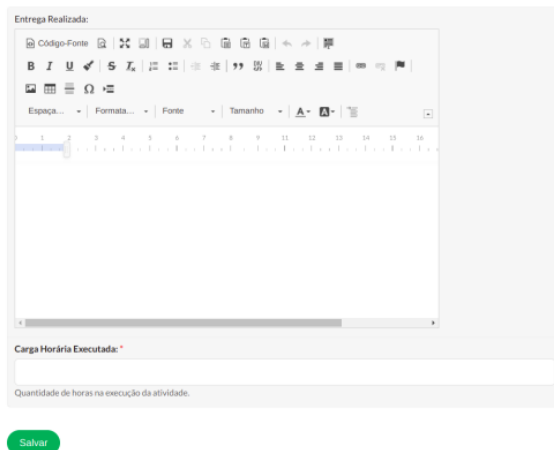 Entrega Realizada:
Código-Fonte
B I U S Tx
Espaça... Formata... Fonte Tamanho A A
1 2 3 4 5 6 7 8 9 11 12 13 14 15 16
Carga Horária Executada: *
Quantidade de horas na execução da atividade.
Salvar